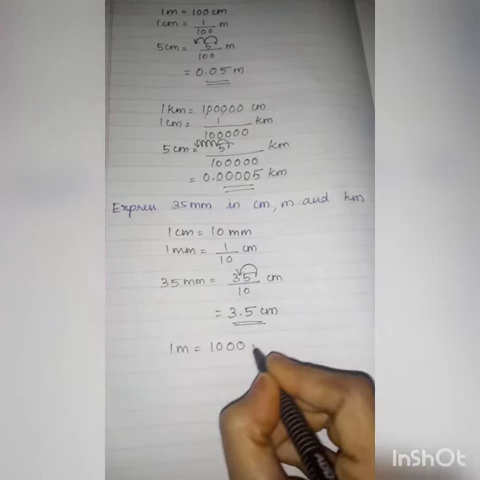 1m = 100 cm
1cm = 1/100 m
5cm = 5/100 m
= 0.05 m
1km = 100000 cm
1cm = 1/100000 km
5cm = 5/100000 km
= 0.00005 km
Express 35mm in cm, m and km
1cm = 10 mm
1mm = 1/10 cm
35mm = 35/10 cm
= 3.5 cm
1m = 1000
InShOt